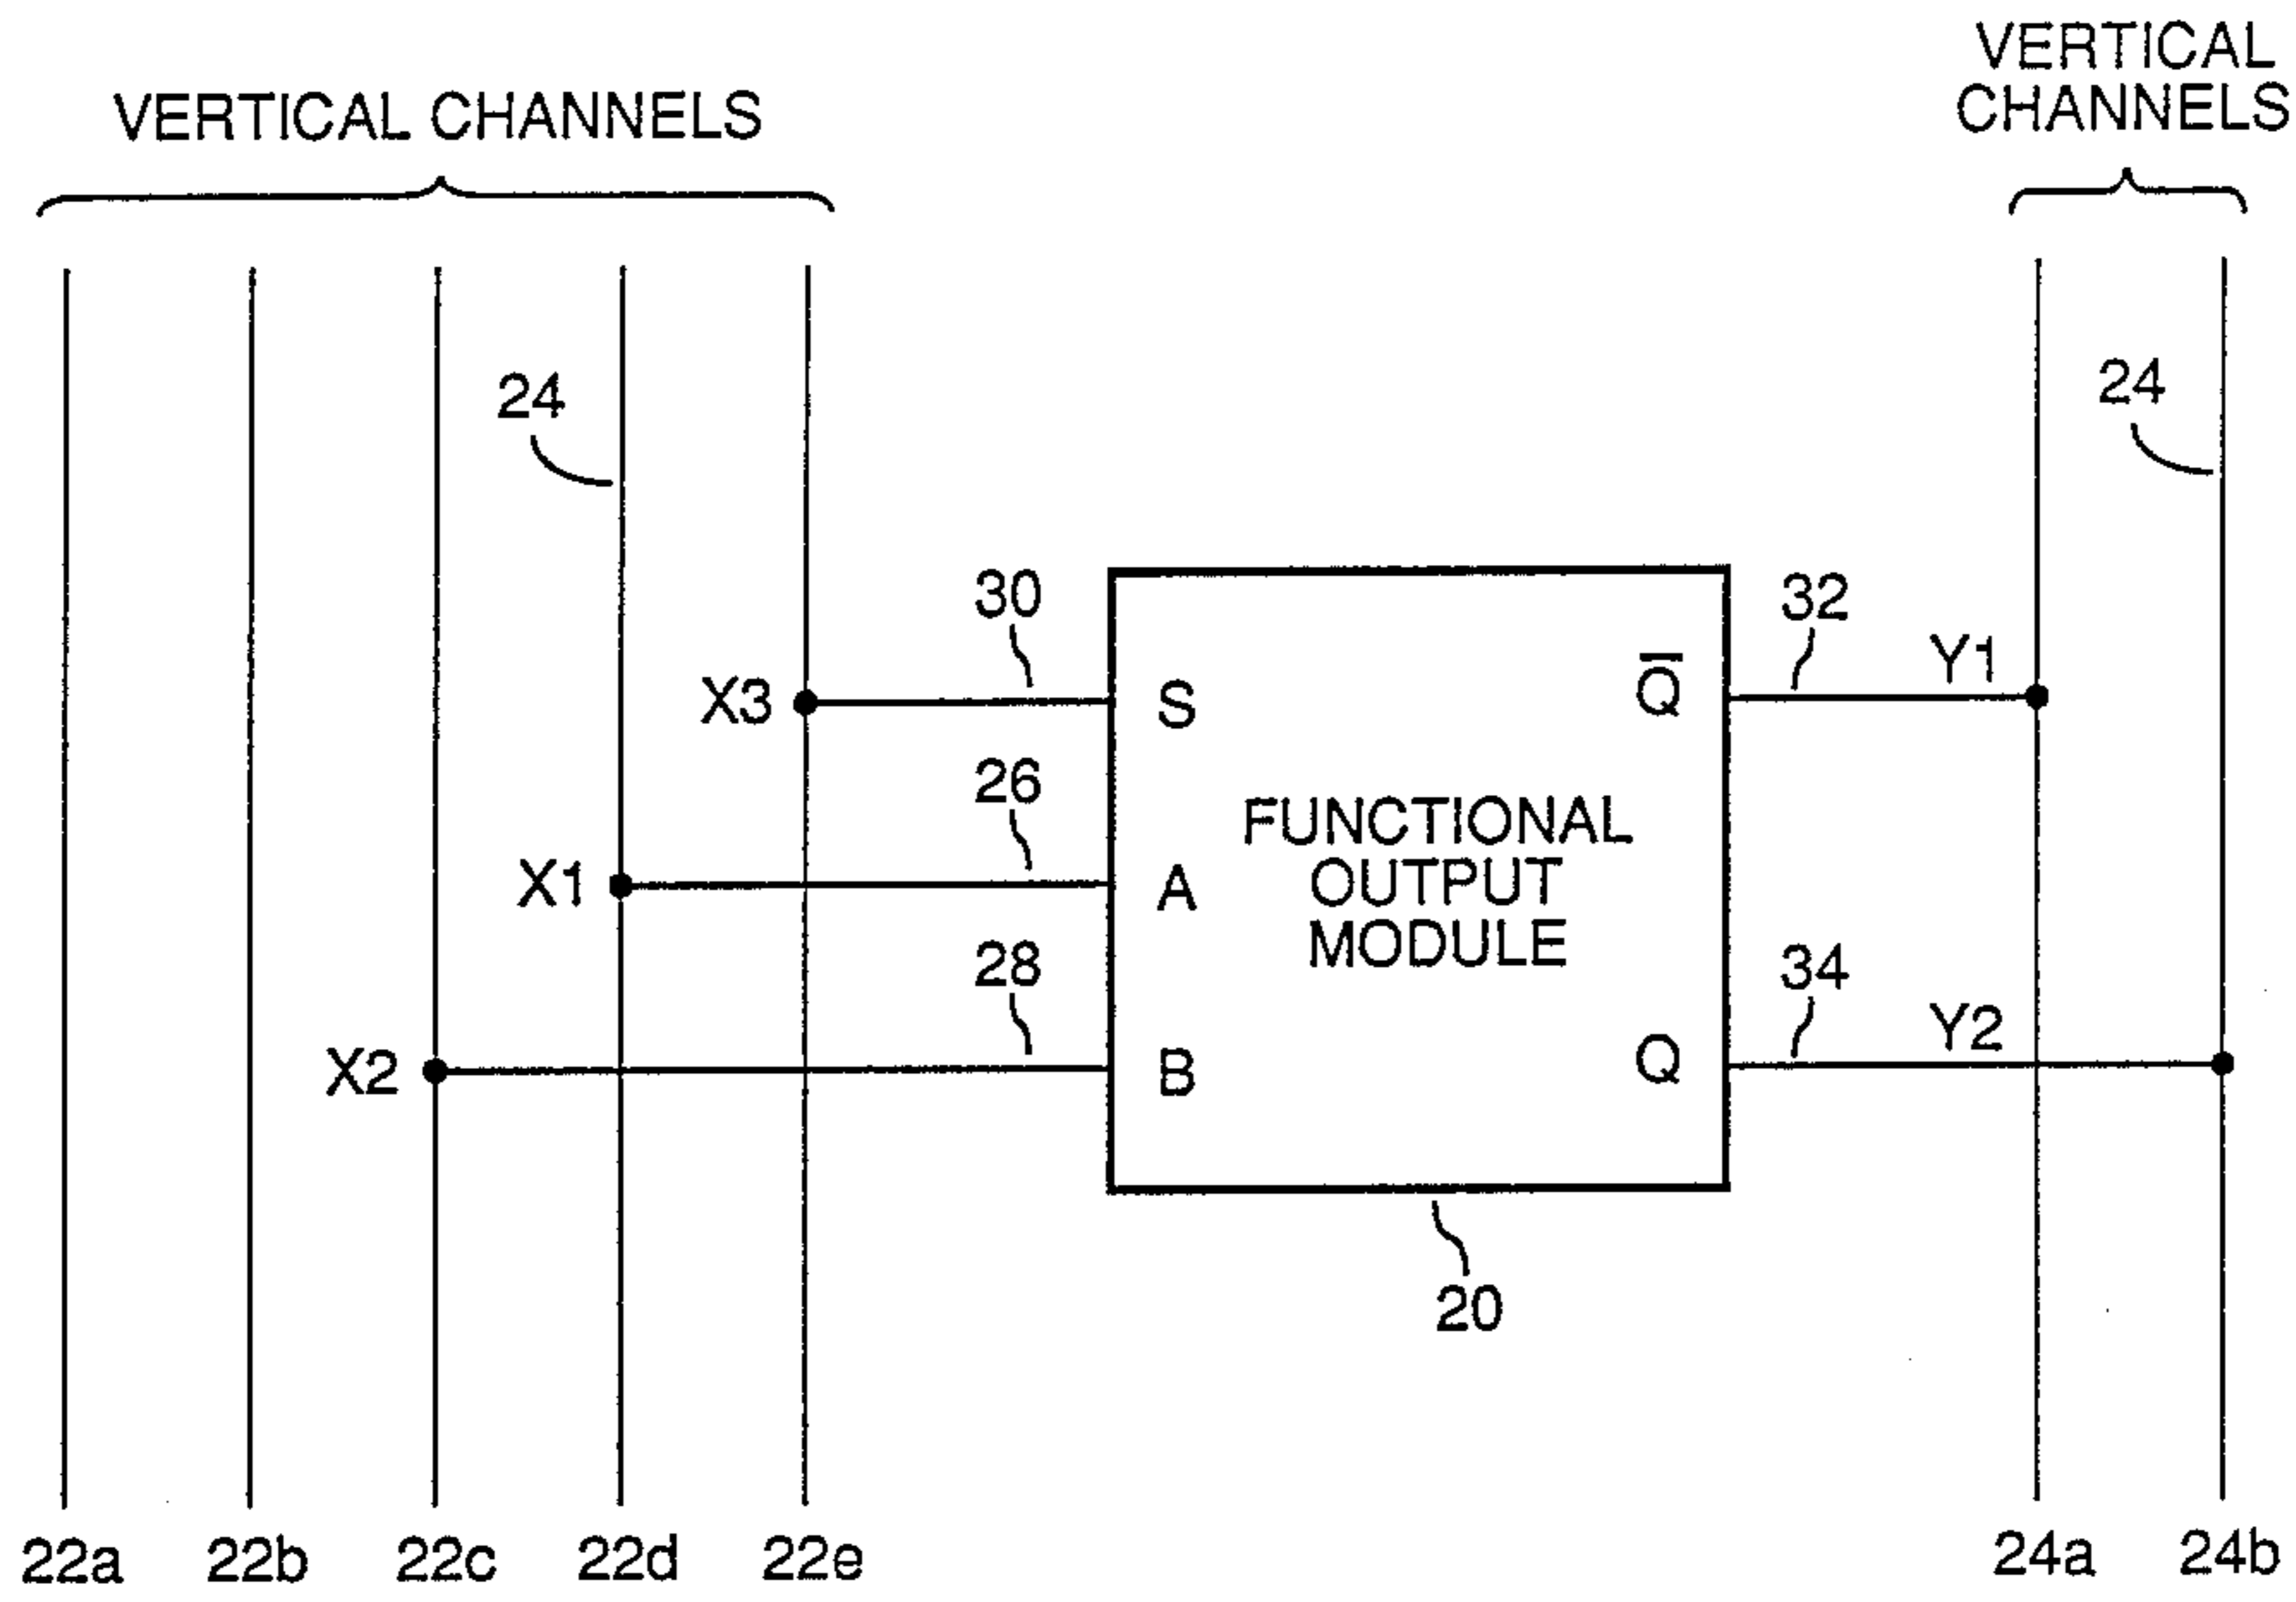 VERTICAL
CHANNELS
VERTICAL CHANNELS
24
24
30
32
Y1
X3
S
Q̅
26
FUNCTIONAL
OUTPUT
MODULE
X1
A
28
34
Y2
X2
B
Q
20
22a
22b
22c
22d
22e
24a
24b